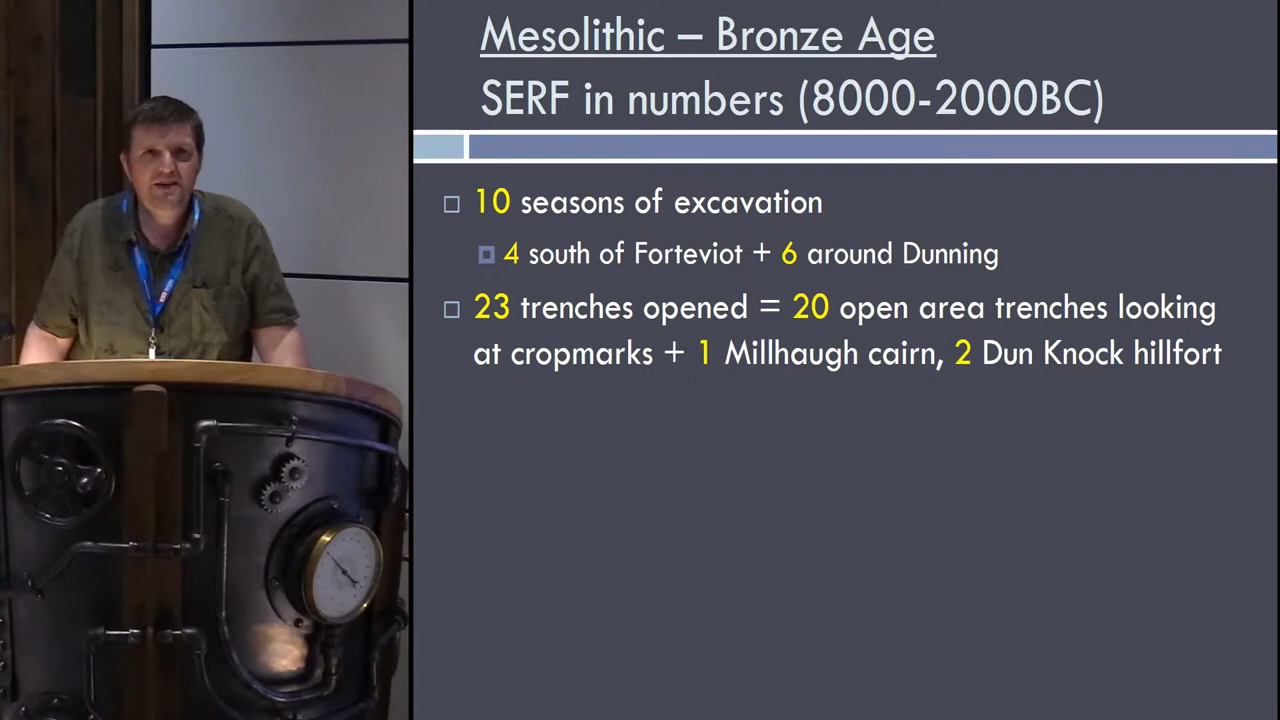 Mesolithic – Bronze Age
SERF in numbers (8000-2000BC)
10 seasons of excavation
4 south of Forteviot + 6 around Dunning
23 trenches opened = 20 open area trenches looking
at cropmarks + 1 Millhaugh cairn, 2 Dun Knock hillfort